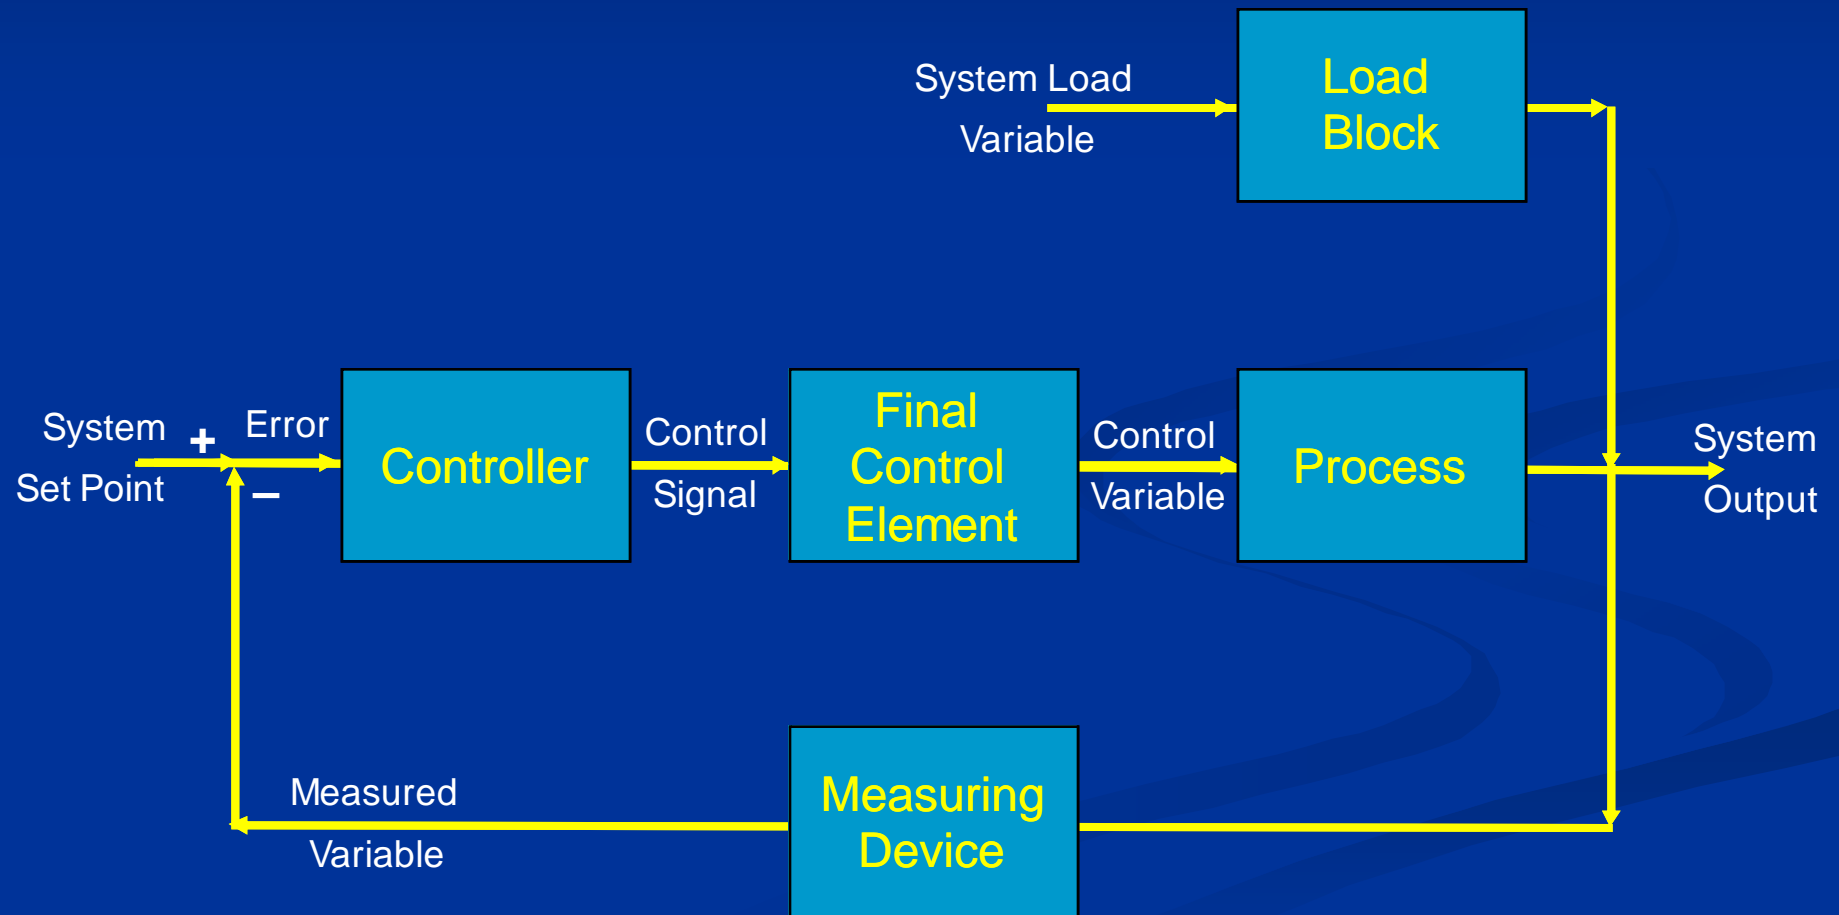 System Load
Variable
Load
Block
System
Set Point
+
–
Error
Controller
Control
Signal
Final
Control
Element
Control
Variable
Process
System
Output
Measured
Variable
Measuring
Device